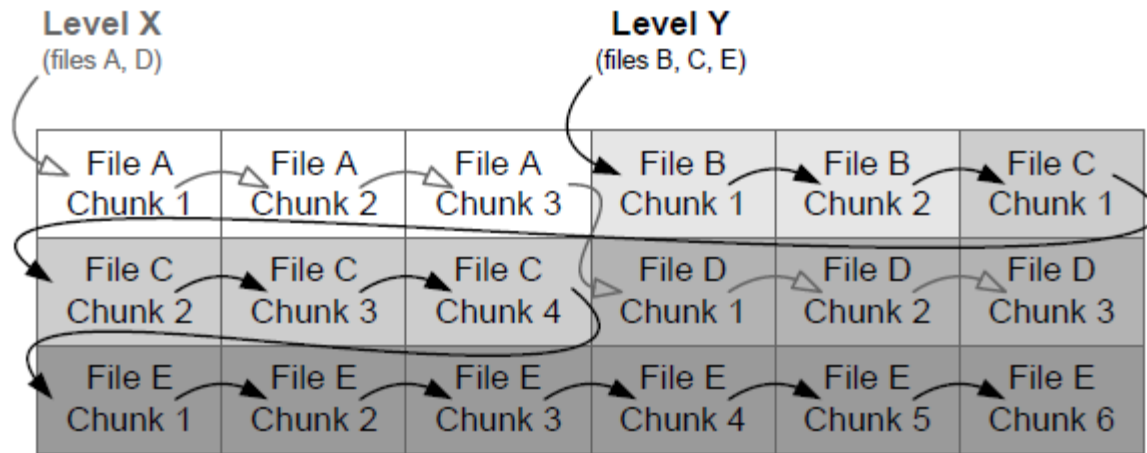 Level X
(files A, D)
Level Y
(files B, C, E)
File A
Chunk 1
File A
Chunk 2
File A
Chunk 3
File B
Chunk 1
File B
Chunk 2
File C
Chunk 1
File C
Chunk 2
File C
Chunk 3
File C
Chunk 4
File D
Chunk 1
File D
Chunk 2
File D
Chunk 3
File E
Chunk 1
File E
Chunk 2
File E
Chunk 3
File E
Chunk 4
File E
Chunk 5
File E
Chunk 6